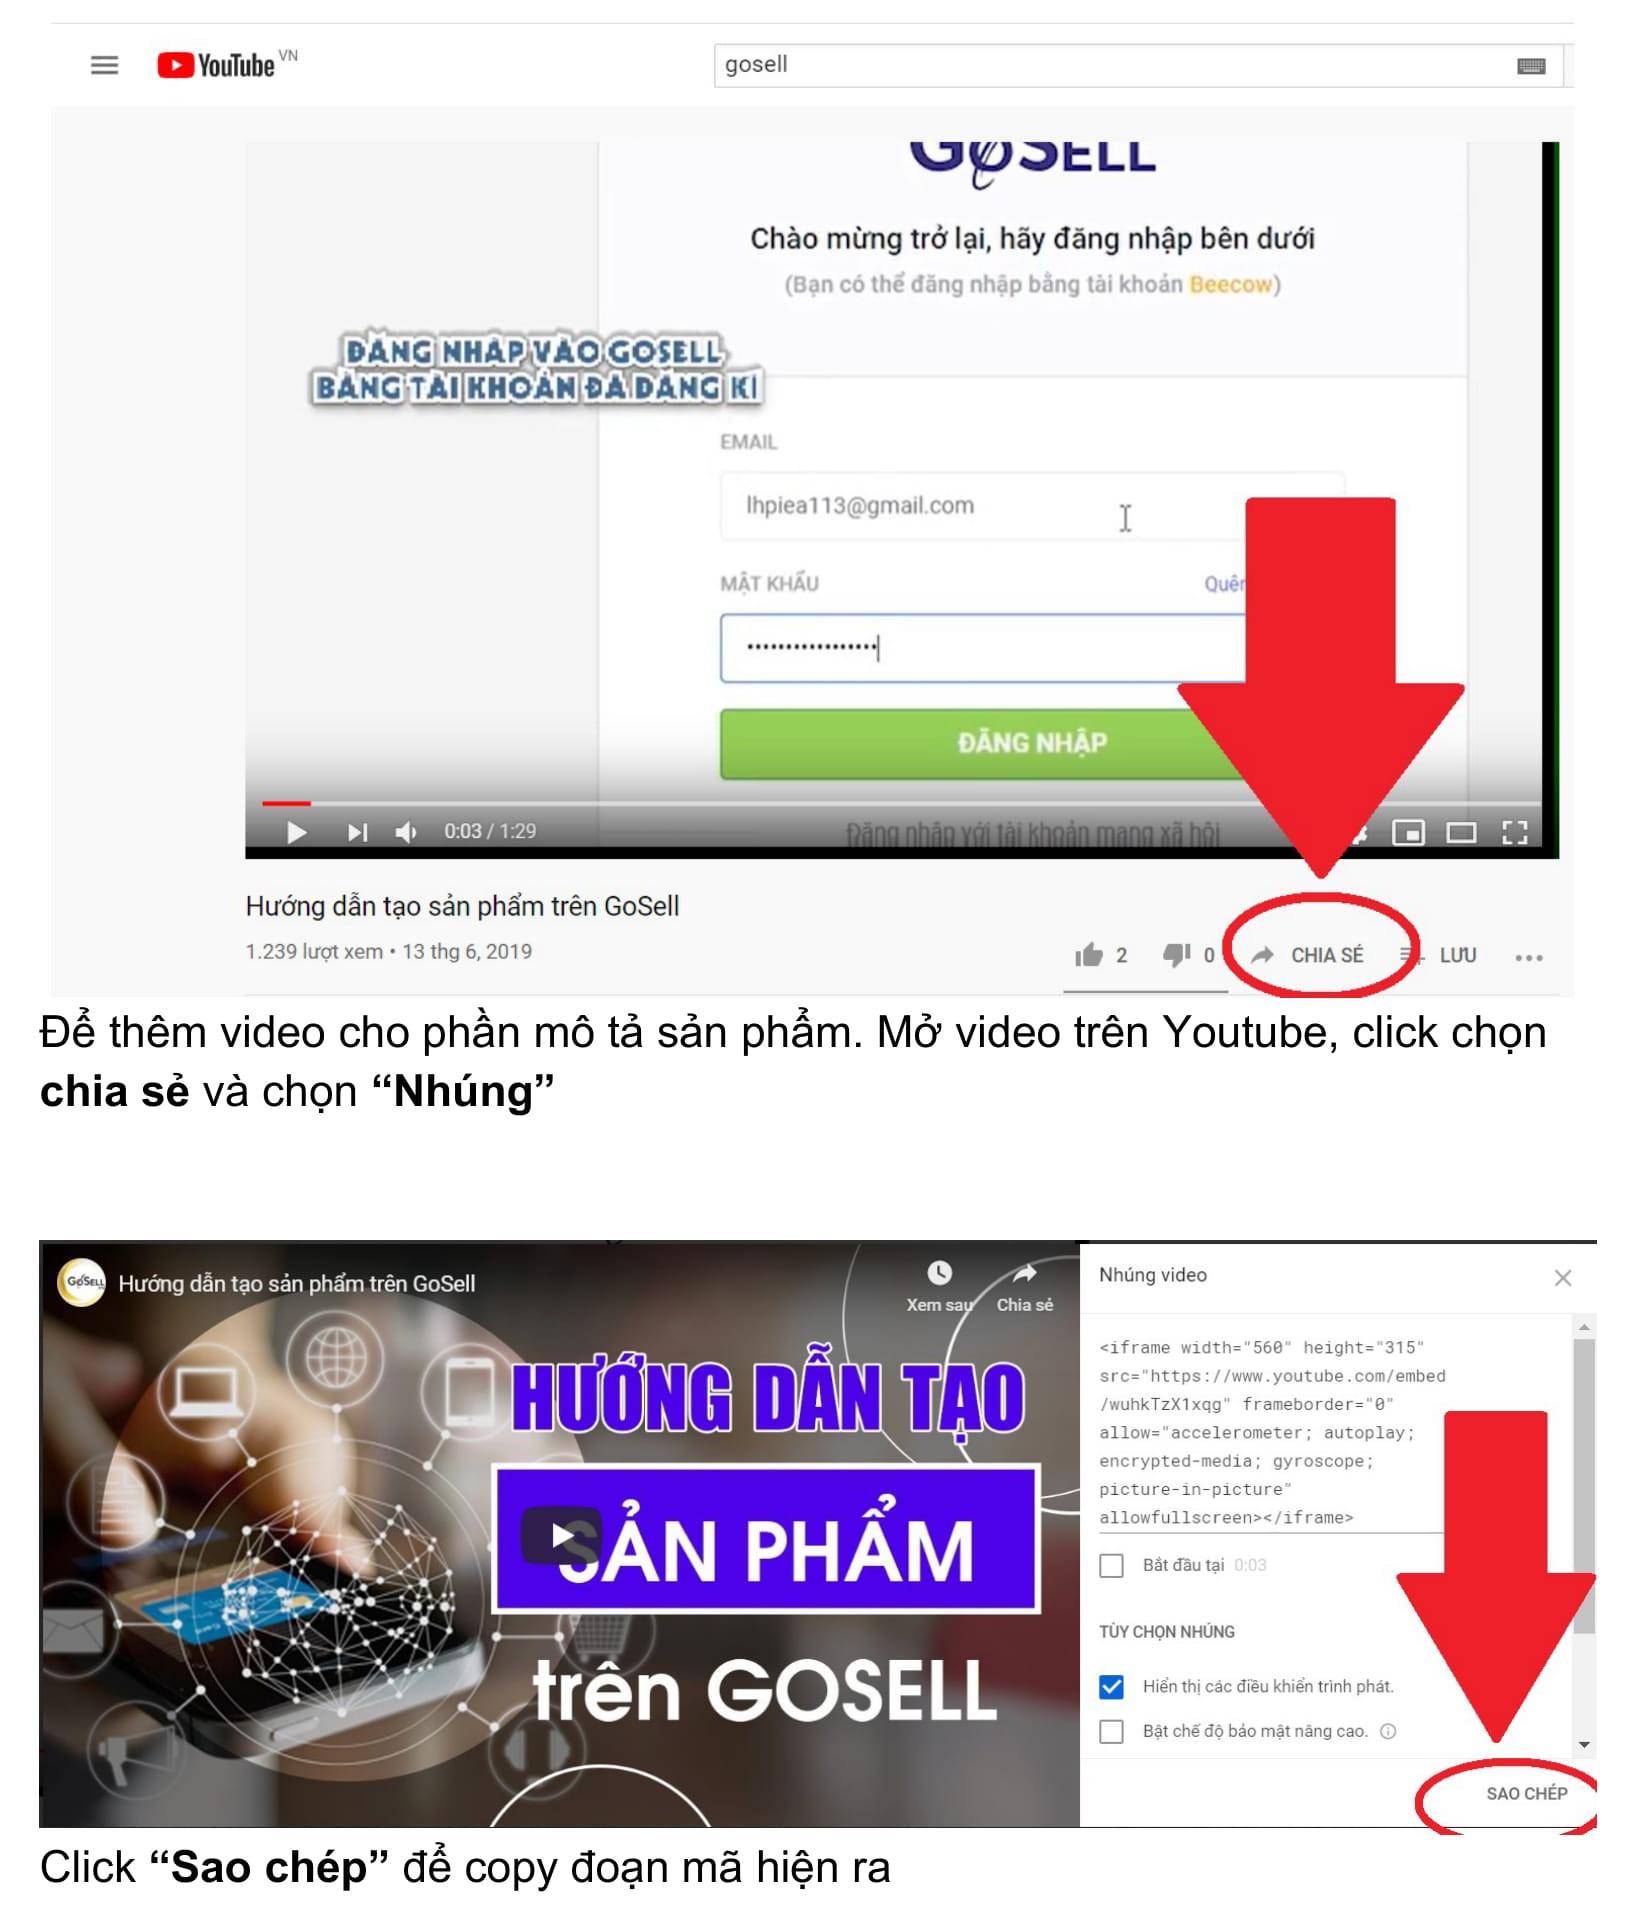 YouTube VN
gosell
GoSELL
Chào mừng trở lại, hãy đăng nhập bên dưới
(Bạn có thể đăng nhập bằng tài khoản Beecow)
ĐĂNG NHẬP VÀO GOSELL
BẰNG TÀI KHOẢN ĐÃ ĐĂNG KÍ
EMAIL
lhpiea113@gmail.com
MẬT KHẨU
Quên
ĐĂNG NHẬP
0:03 / 1:29
Đăng nhập với tài khoản mạng xã hội
Hướng dẫn tạo sản phẩm trên GoSell
1.239 lượt xem • 13 thg 6, 2019
2 0 CHIA SẺ LƯU
Để thêm video cho phần mô tả sản phẩm. Mở video trên Youtube, click chọn
chia sẻ và chọn “Nhúng”
GoSELL Hướng dẫn tạo sản phẩm trên GoSell
Xem sau Chia sẻ
HƯỚNG DẪN TẠO
SẢN PHẨM
trên GOSELL
Nhúng video
<iframe width="560" height="315"
src="https://www.youtube.com/embed
/wuhkTzX1xqg" frameborder="0"
allow="accelerometer; autoplay;
encrypted-media; gyroscope;
picture-in-picture"
allowfullscreen></iframe>
Bắt đầu tại 0:03
TÙY CHỌN NHÚNG
Hiển thị các điều khiển trình phát.
Bật chế độ bảo mật nâng cao.
SAO CHÉP
Click “Sao chép” để copy đoạn mã hiện ra